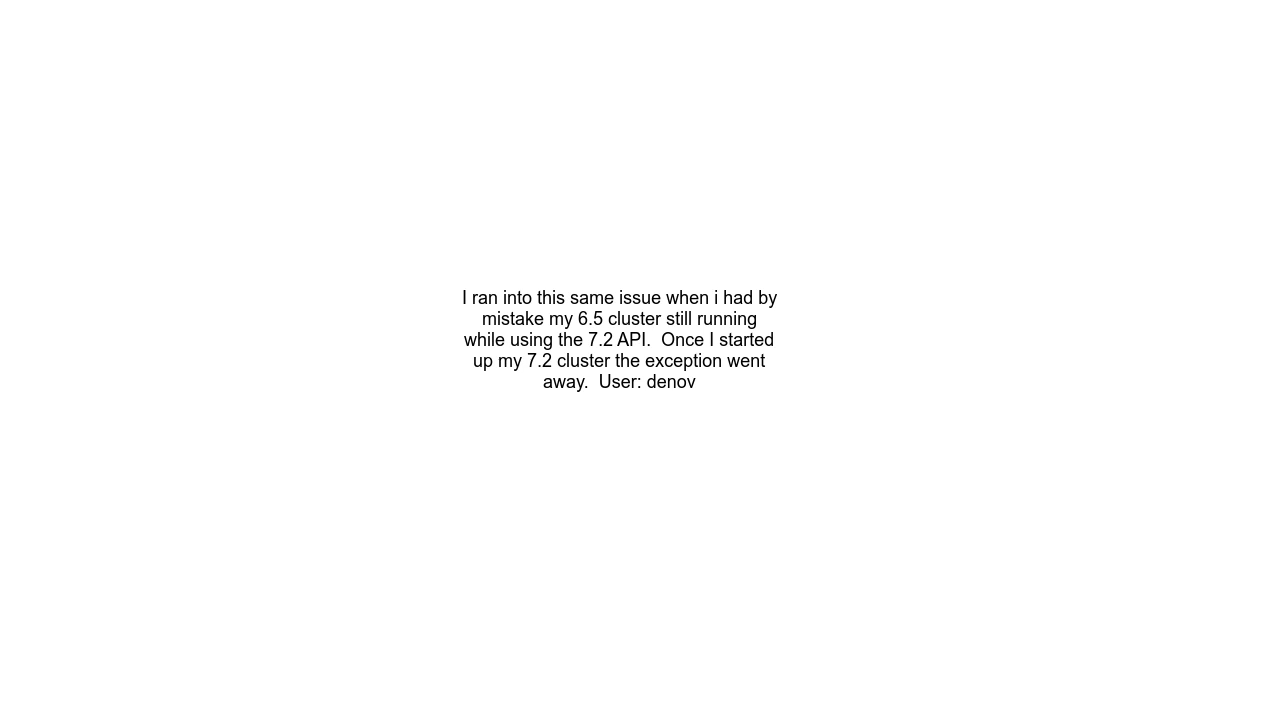 I ran into this same issue when i had by
mistake my 6.5 cluster still running
while using the 7.2 API.  Once I started
up my 7.2 cluster the exception went
away.  User: denov